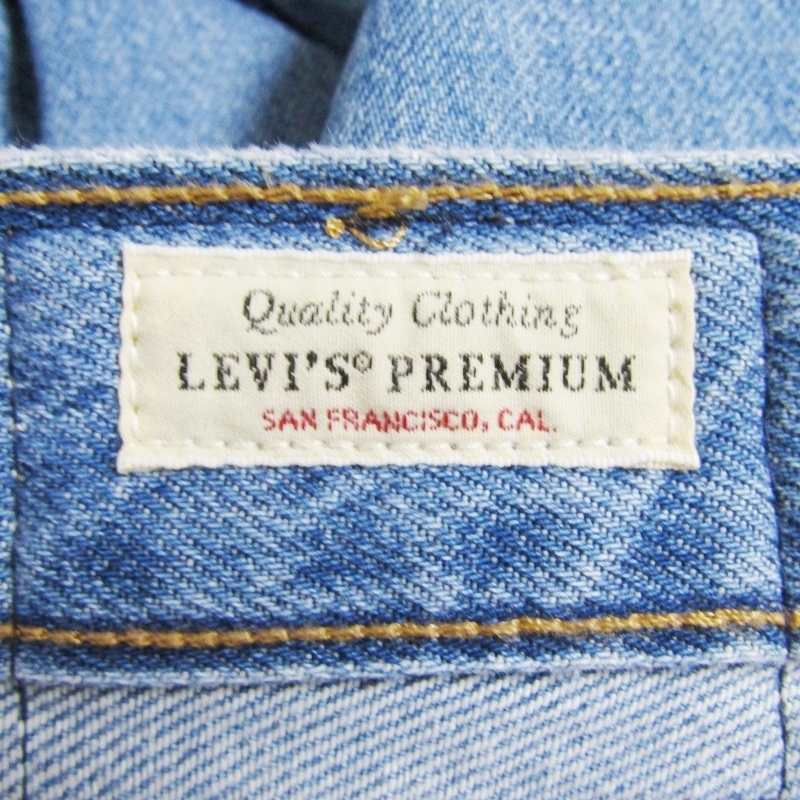 Quality Clothing
LEVI'S® PREMIUM
SAN FRANCISCO, CAL.